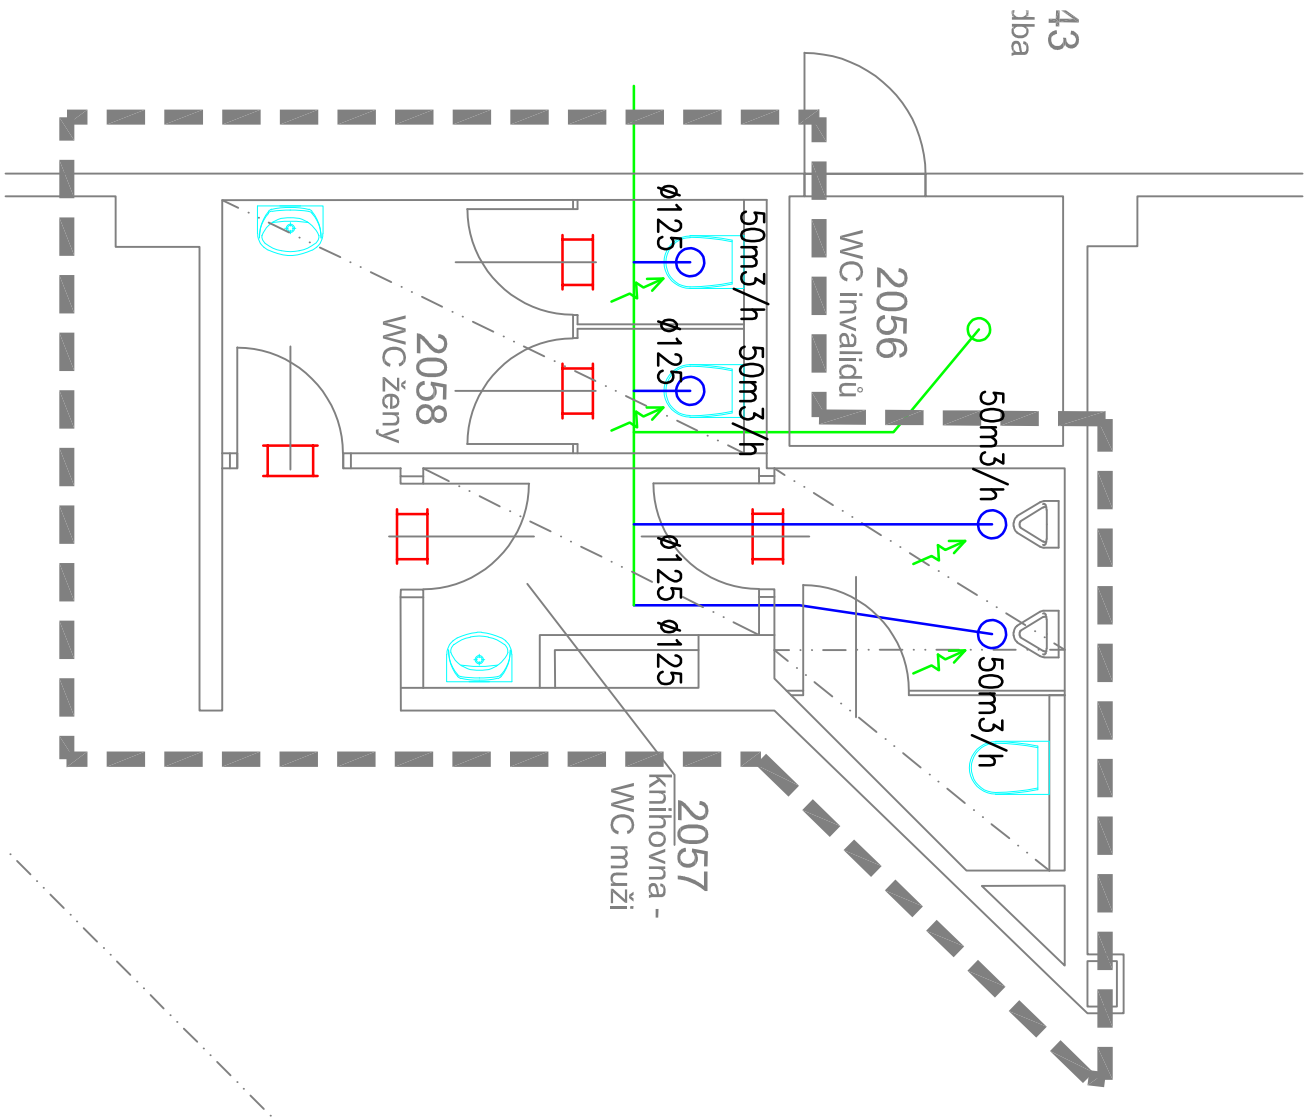 43
dba
2056
WC invalidů
50m3/h
ø125
50m3/h
ø125
2058
WC ženy
50m3/h
ø125
ø125
50m3/h
2057
knihovna -
WC muži